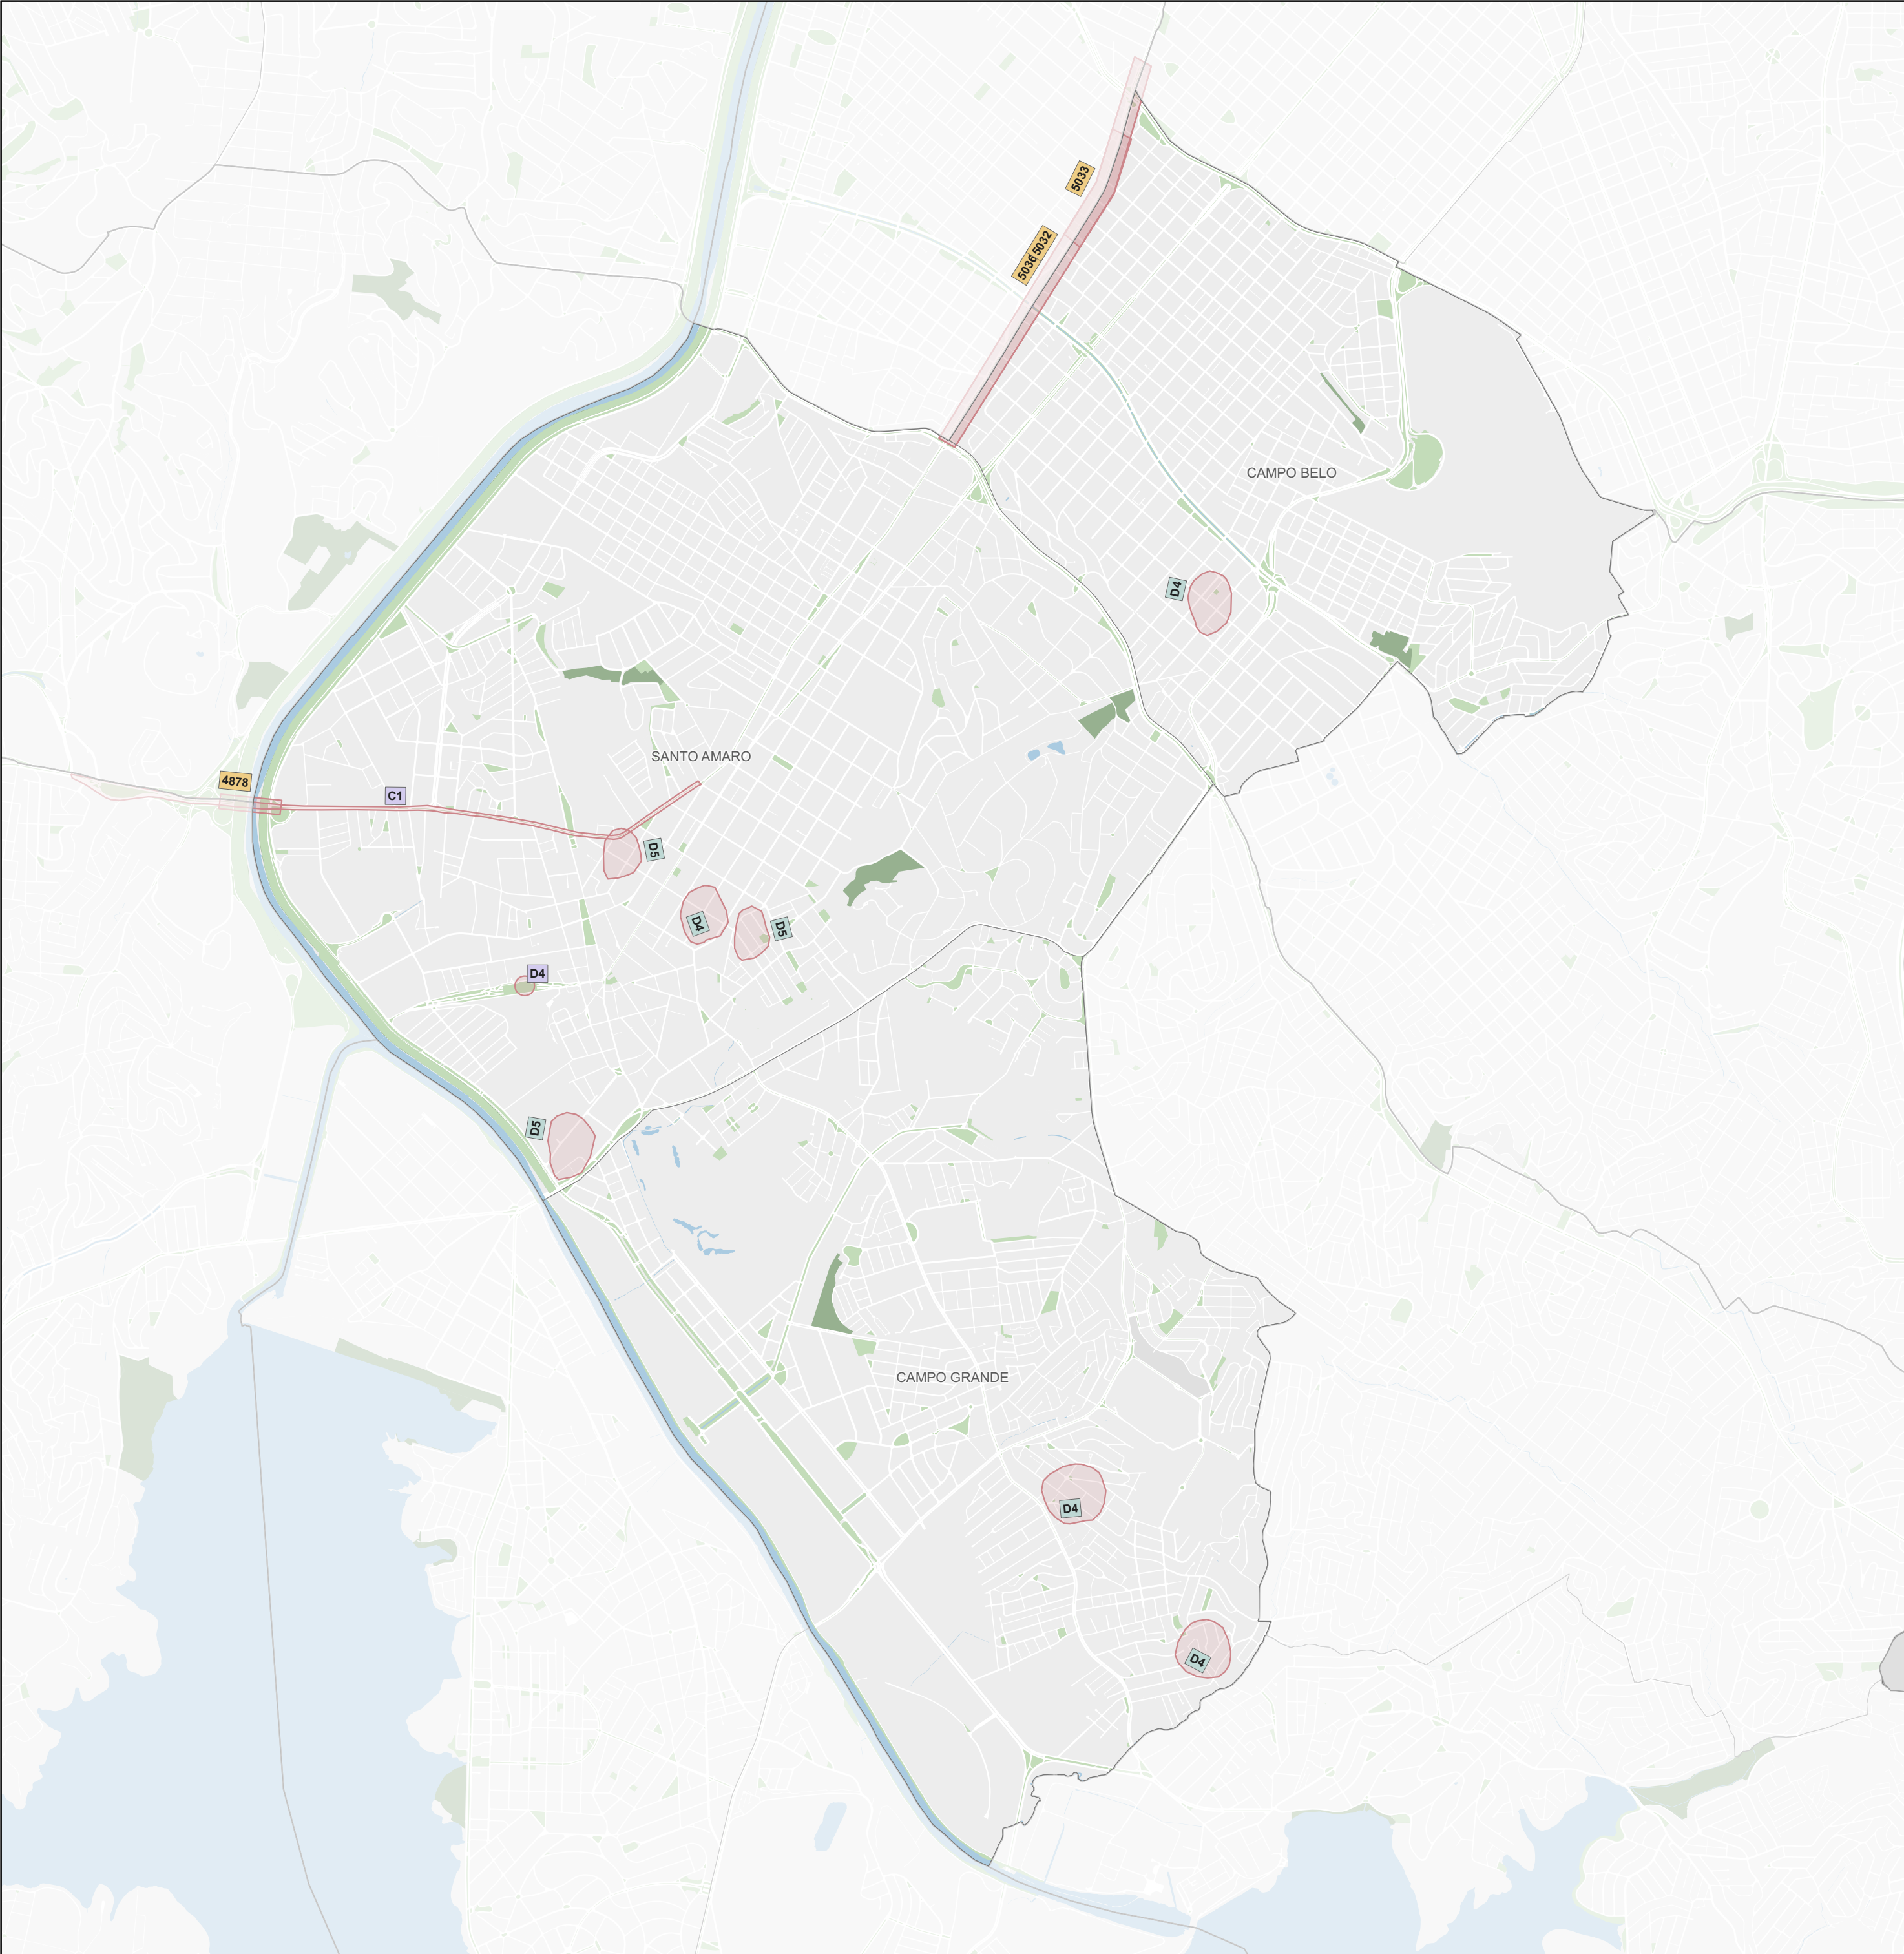 5033
5032
5036
CAMPO BELO
D4
SANTO AMARO
4878
C1
D5
D4
D5
D4
D5
CAMPO GRANDE
D4
D4